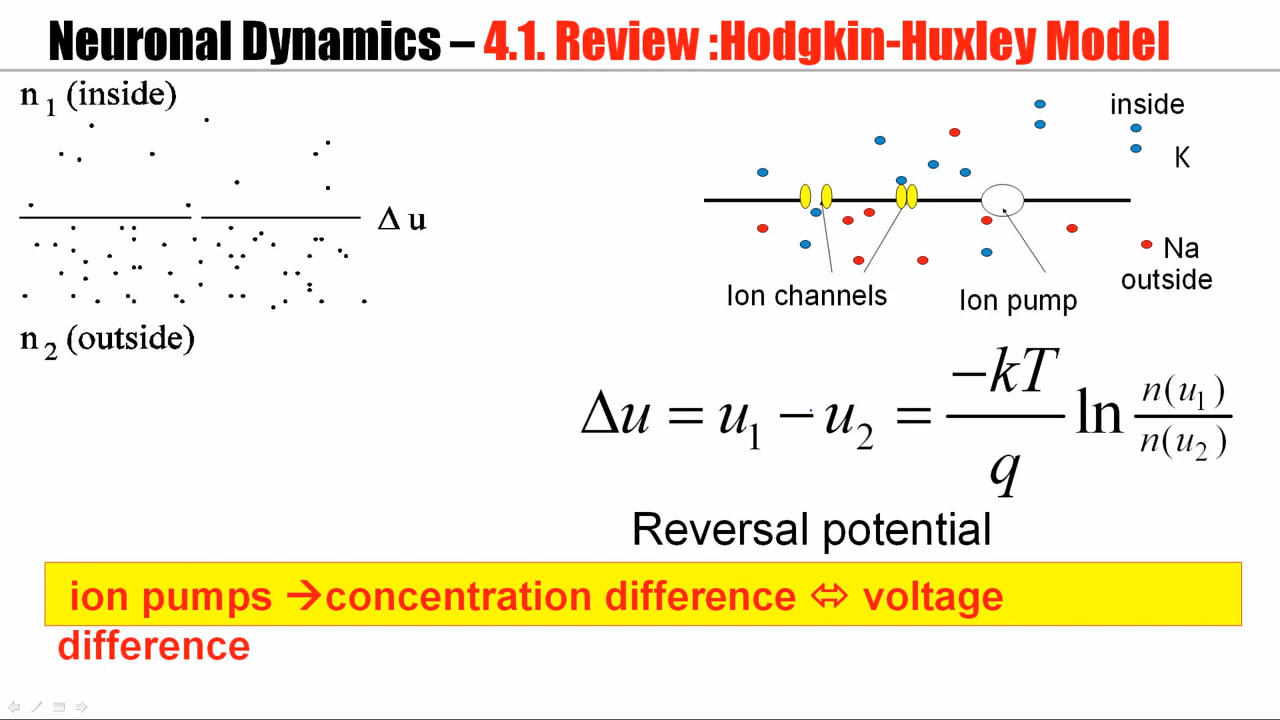 Neuronal Dynamics – 4.1. Review :Hodgkin-Huxley Model
n 1 (inside)
Δ u
n 2 (outside)
inside
K
Na
outside
Ion channels
Ion pump
Δu = u₁ − u₂ = −kT / q ln n(u₁) / n(u₂)
Reversal potential
ion pumps →concentration difference ⇔ voltage
difference